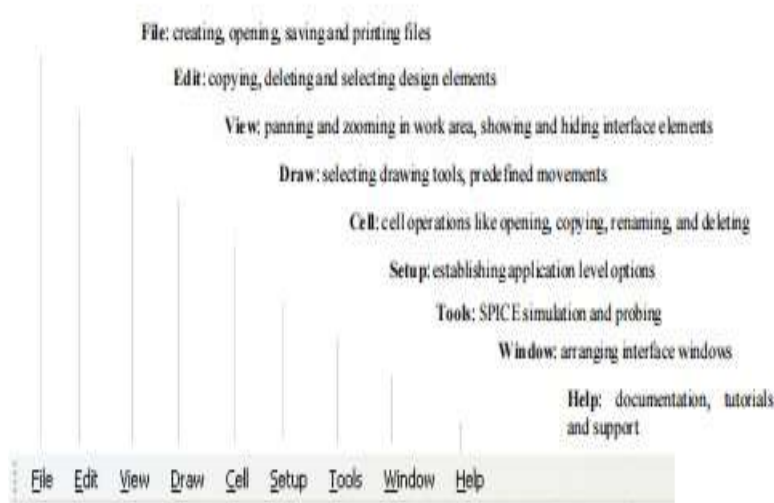 File: creating, opening, saving and printing files
Edit: copying, deleting and selecting design elements
View: panning and zooming in work area, showing and hiding interface elements
Draw: selecting drawing tools, predefined movements
Cell: cell operations like opening, copying, renaming, and deleting
Setup: establishing application level options
Tools: SPICE simulation and probing
Window: arranging interface windows
Help: documentation, tutorials
and support
File Edit View Draw Cell Setup Tools Window Help